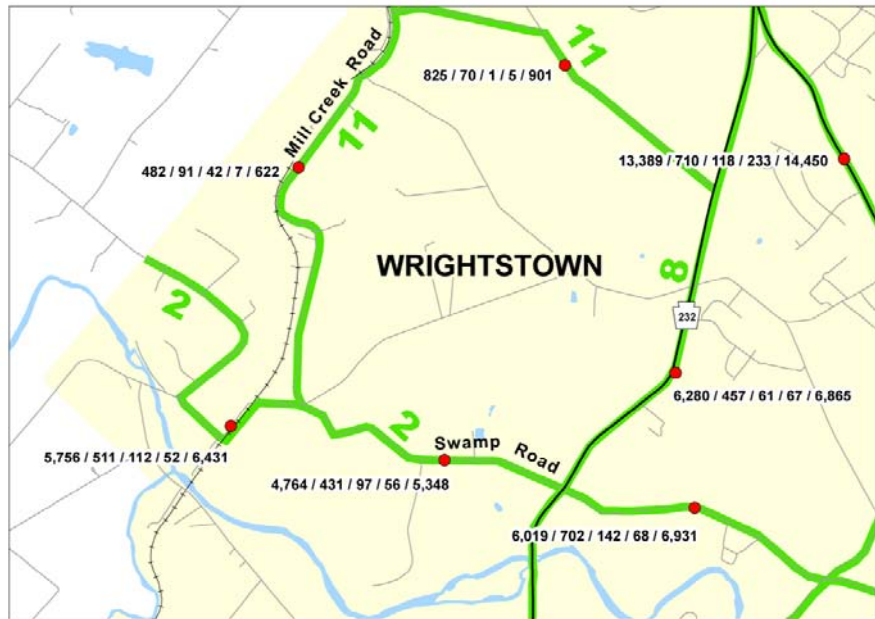 11
825 / 70 / 1 / 5 / 901
Mill Creek Road
11
13,389 / 710 / 118 / 233 / 14,450
482 / 91 / 42 / 7 / 622
WRIGHTSTOWN
8
2
232
6,280 / 457 / 61 / 67 / 6,865
2
Swamp Road
5,756 / 511 / 112 / 52 / 6,431
4,764 / 431 / 97 / 56 / 5,348
6,019 / 702 / 142 / 68 / 6,931